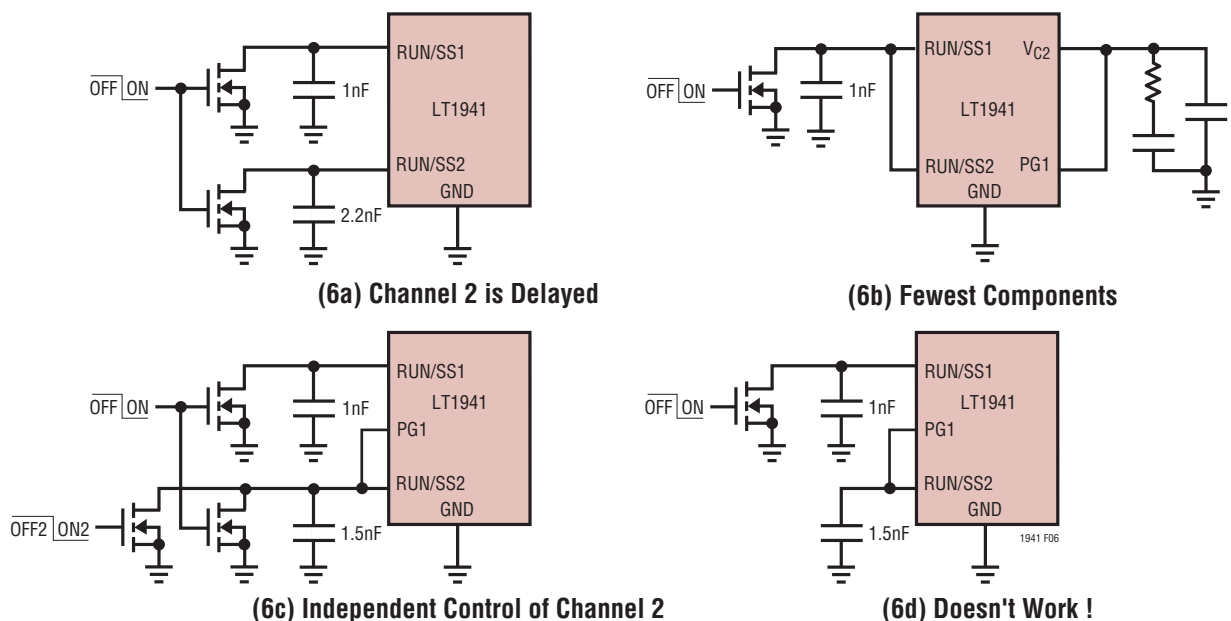 RUN/SS1
OFF ON
1nF
LT1941
RUN/SS2
GND
2.2nF
(6a) Channel 2 is Delayed
RUN/SS1
VC2
OFF ON
1nF
LT1941
RUN/SS2
PG1
GND
(6b) Fewest Components
RUN/SS1
OFF ON
1nF
LT1941
PG1
RUN/SS2
OFF2 ON2
GND
1.5nF
(6c) Independent Control of Channel 2
RUN/SS1
OFF ON
1nF
LT1941
PG1
RUN/SS2
GND
1.5nF
1941 F06
(6d) Doesn't Work !